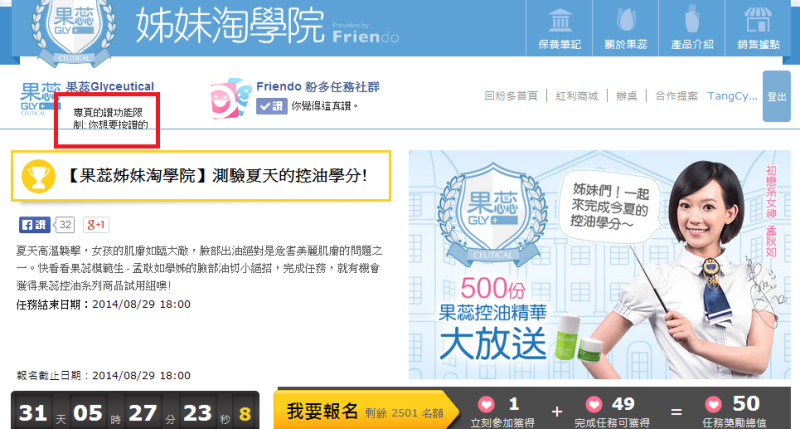 果蕊
GLY+
CEUTICAL
姊妹淘學院
Provided by
Friendo
保養筆記
關於果蕊
產品介紹
銷售據點
果蕊
GLY+
CEUTICAL
果蕊Glyceutical
專頁的讚功能限
制: 你想要按讚的
Friendo 粉多任務社群
讚 你覺得這真讚。
回粉多首頁
紅利商城
辦桌
合作提案
TangCy...
登出
【果蕊姊妹淘學院】測驗夏天的控油學分!
讚 32
g+1
夏天高溫襲擊，女孩的肌膚如臨大敵，臉部出油絕對是危害美麗肌膚的問題之
一。快看看果蕊模範生 - 孟耿如學姊的臉部油切小絕招，完成任務，就有機會
獲得果蕊控油系列商品試用組噢!
任務結束日期：2014/08/29 18:00
報名截止日期：2014/08/29 18:00
果蕊
GLY+
CEUTICAL
姊妹們！一起
來完成今夏的
控油學分～
初戀系女神 孟耿如
500份
果蕊控油精華
大放送
31 天 05 時 27 分 23 秒 8
我要報名 剩餘 2501 名額
1
立刻參加獲得
+
49
完成任務可獲得
=
50
任務獎勵總值